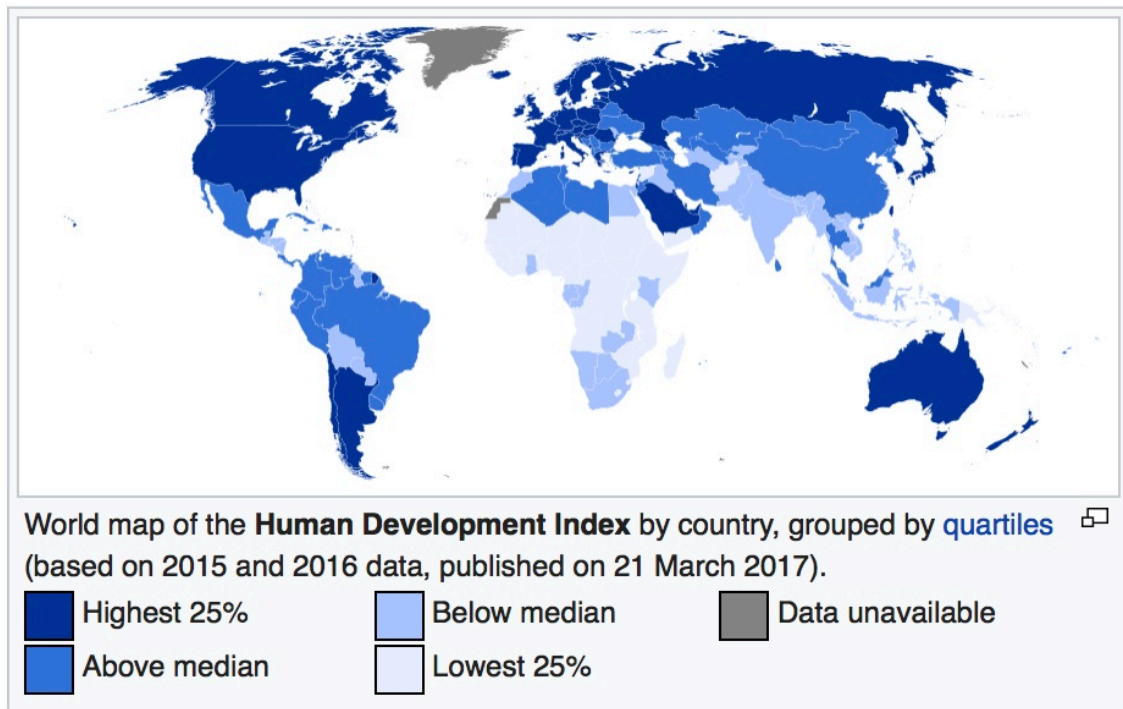 World map of the Human Development Index by country, grouped by quartiles
(based on 2015 and 2016 data, published on 21 March 2017).
Highest 25% Below median Data unavailable
Above median Lowest 25%